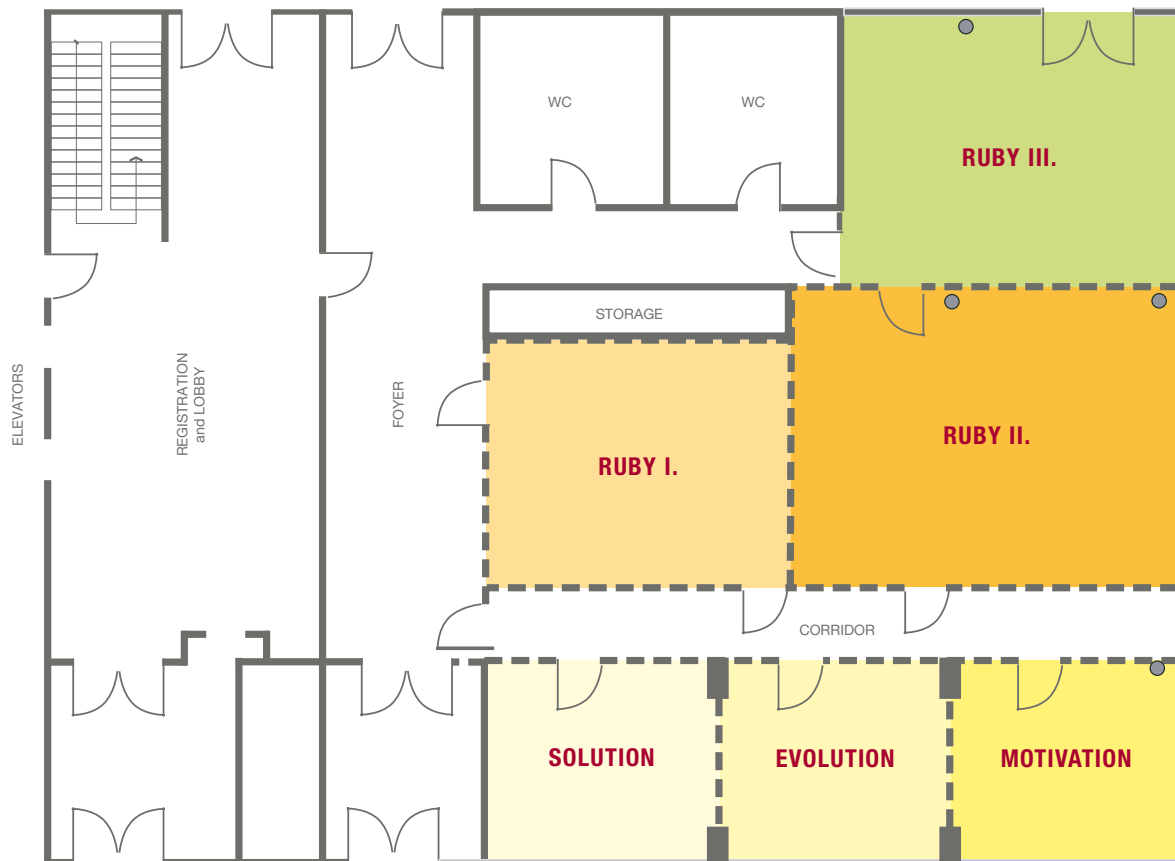 WC
WC
RUBY III.
STORAGE
ELEVATORS
REGISTRATION
and LOBBY
FOYER
RUBY I.
RUBY II.
CORRIDOR
SOLUTION
EVOLUTION
MOTIVATION